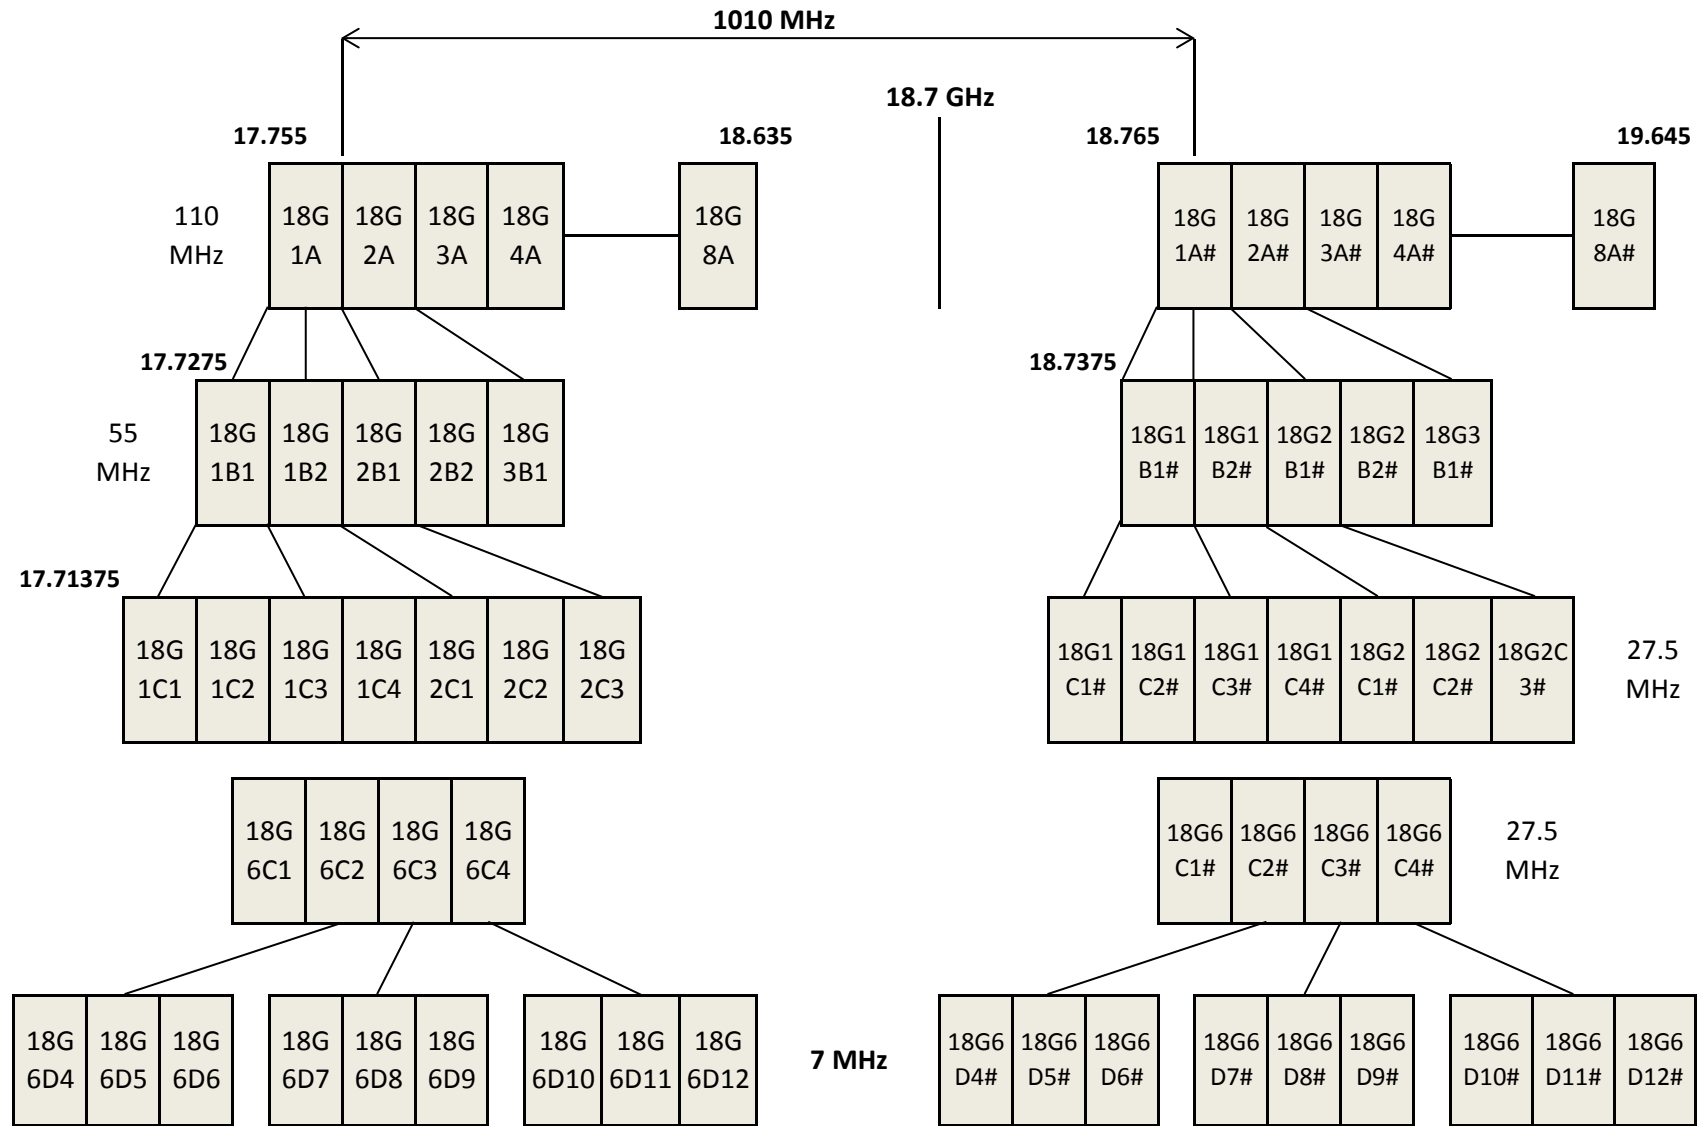 1010 MHz
18.7 GHz
17.755
18.635
18.765
19.645
110
MHz
18G
1A
18G
2A
18G
3A
18G
4A
18G
8A
18G
1A#
18G
2A#
18G
3A#
18G
4A#
18G
8A#
17.7275
18.7375
55
MHz
18G
1B1
18G
1B2
18G
2B1
18G
2B2
18G
3B1
18G1
B1#
18G1
B2#
18G2
B1#
18G2
B2#
18G3
B1#
17.71375
18G
1C1
18G
1C2
18G
1C3
18G
1C4
18G
2C1
18G
2C2
18G
2C3
18G1
C1#
18G1
C2#
18G1
C3#
18G1
C4#
18G2
C1#
18G2
C2#
18G2C
3#
27.5
MHz
18G
6C1
18G
6C2
18G
6C3
18G
6C4
18G6
C1#
18G6
C2#
18G6
C3#
18G6
C4#
27.5
MHz
18G
6D4
18G
6D5
18G
6D6
18G
6D7
18G
6D8
18G
6D9
18G
6D10
18G
6D11
18G
6D12
7 MHz
18G6
D4#
18G6
D5#
18G6
D6#
18G6
D7#
18G6
D8#
18G6
D9#
18G6
D10#
18G6
D11#
18G6
D12#